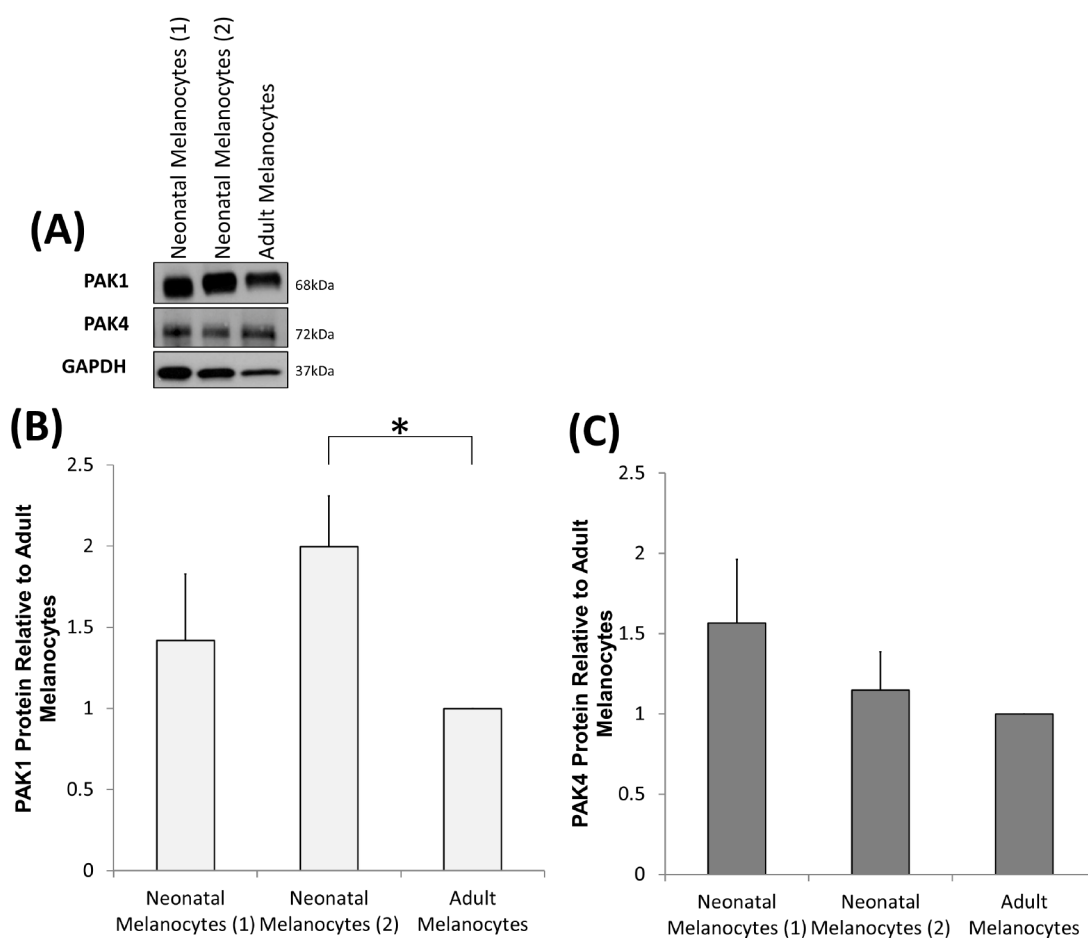 Neonatal Melanocytes (1)
Neonatal Melanocytes (2)
Adult Melanocytes
(A)
PAK1
68kDa
PAK4
72kDa
GAPDH
37kDa
(B)
*
PAK1 Protein Relative to Adult
Melanocytes
2.5
2
1.5
1
0.5
0
Neonatal
Melanocytes (1)
Neonatal
Melanocytes (2)
Adult
Melanocytes
(C)
PAK4 Protein Relative to Adult
Melanocytes
2.5
2
1.5
1
0.5
0
Neonatal
Melanocytes (1)
Neonatal
Melanocytes (2)
Adult
Melanocytes